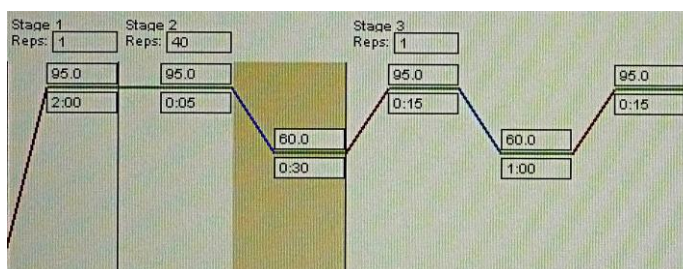 Stage 1 Stage 2 Stage 3
Reps: 1 Reps: 40 Reps: 1
95.0 95.0 95.0 95.0
2:00 0:05 0:15 0:15
60.0 60.0
0:30 1:00